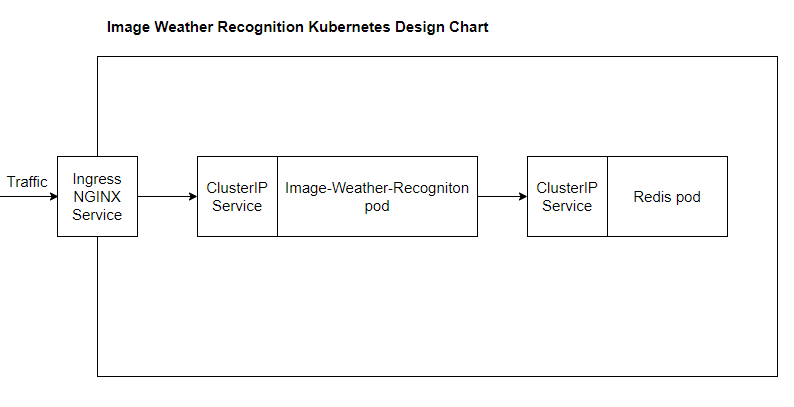 Image Weather Recognition Kubernetes Design Chart
Traffic
Ingress
NGINX
Service
ClusterIP
Service
Image-Weather-Recogniton
pod
ClusterIP
Service
Redis pod